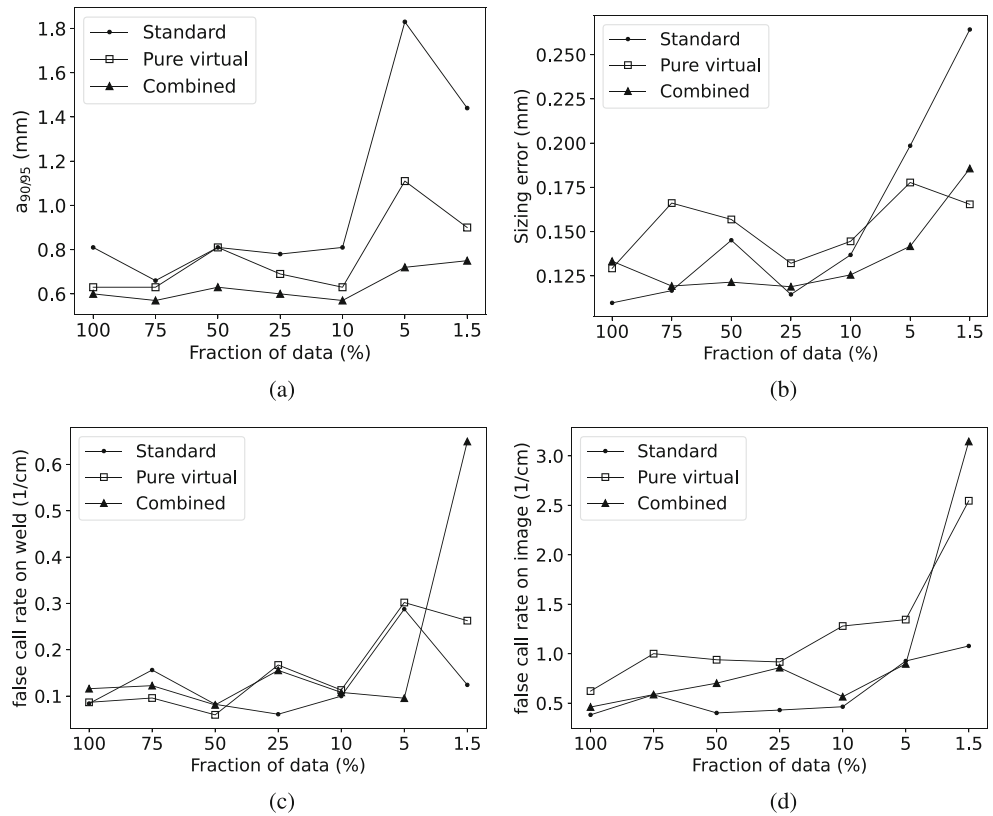 1.8
1.6
1.4
1.2
1.0
0.8
0.6
a90/95 (mm)
Standard
Pure virtual
Combined
100 75 50 25 10 5 1.5
Fraction of data (%)
(a)
0.250
0.225
0.200
0.175
0.150
0.125
Sizing error (mm)
Standard
Pure virtual
Combined
100 75 50 25 10 5 1.5
Fraction of data (%)
(b)
0.6
0.5
0.4
0.3
0.2
0.1
false call rate on weld (1/cm)
Standard
Pure virtual
Combined
100 75 50 25 10 5 1.5
Fraction of data (%)
(c)
3.0
2.5
2.0
1.5
1.0
0.5
false call rate on image (1/cm)
Standard
Pure virtual
Combined
100 75 50 25 10 5 1.5
Fraction of data (%)
(d)